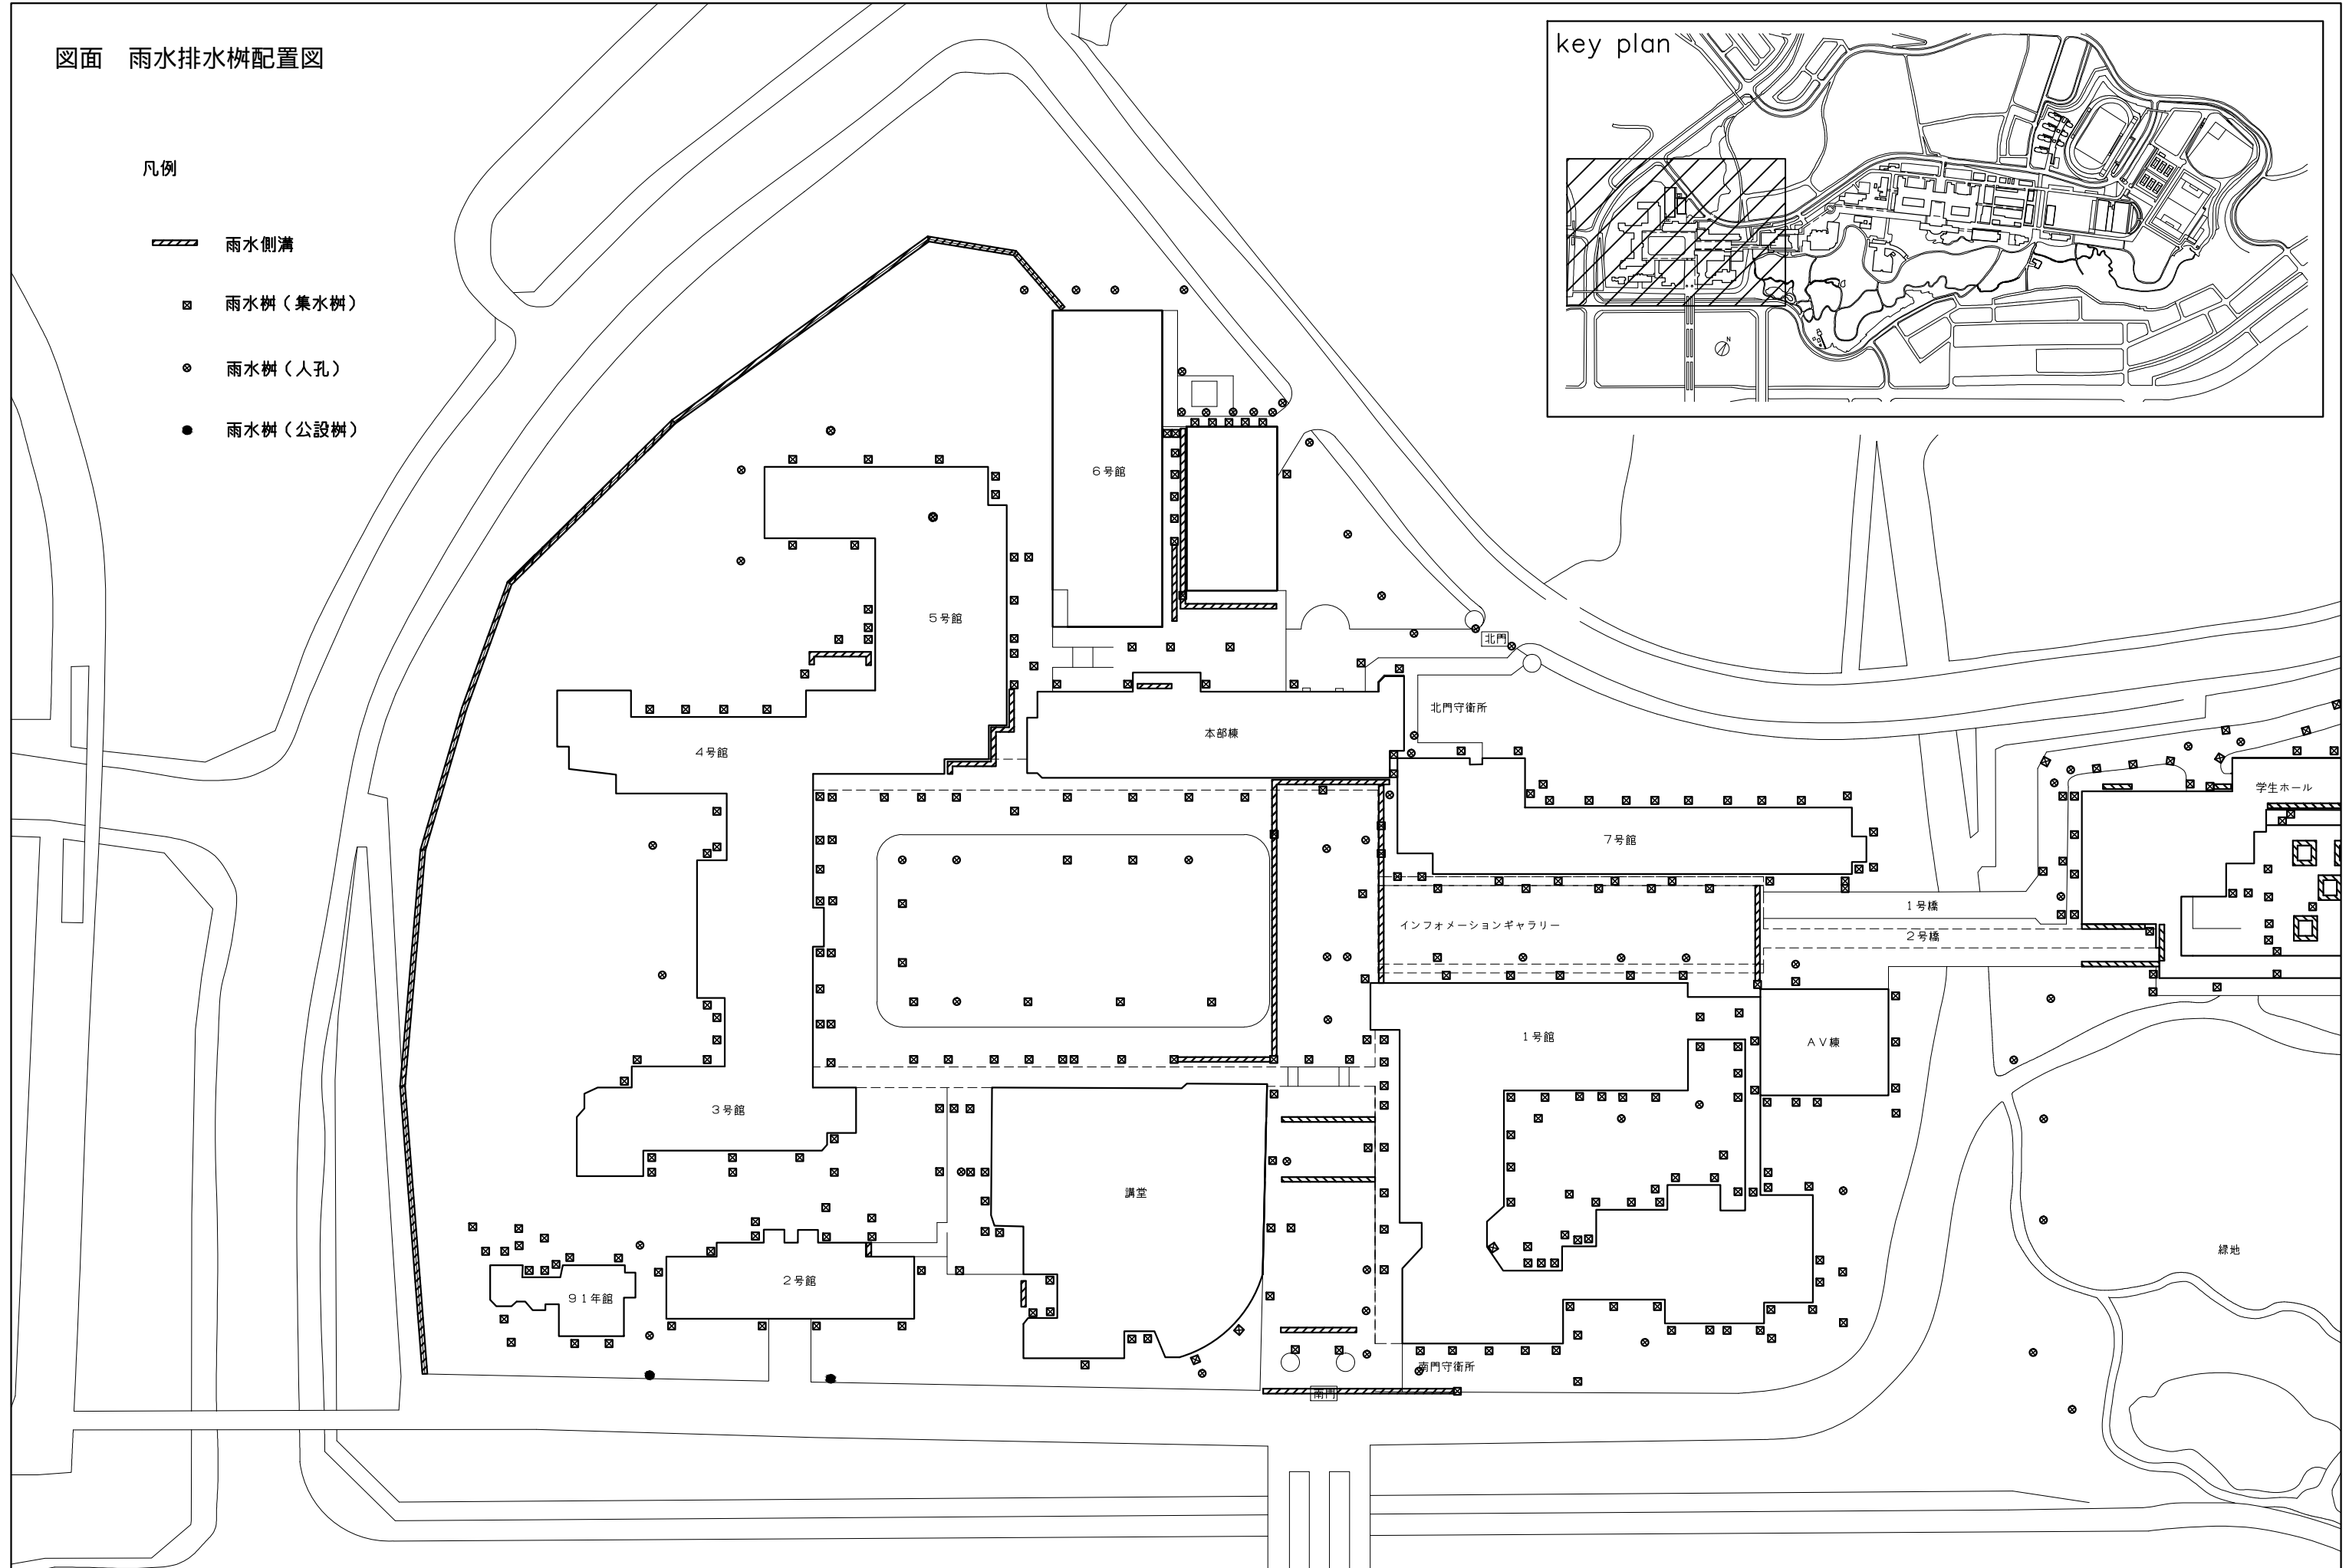 図面　雨水排水桝配置図
key plan
凡例
雨水側溝
雨水桝（集水桝）
雨水桝（人孔）
雨水桝（公設桝）
N
６号館
５号館
北門
北門守衛所
本部棟
４号館
学生ホール
７号館
１号橋
インフォメーションギャラリー
２号橋
１号館
ＡＶ棟
３号館
講堂
緑地
２号館
９１年館
南門守衛所
南門